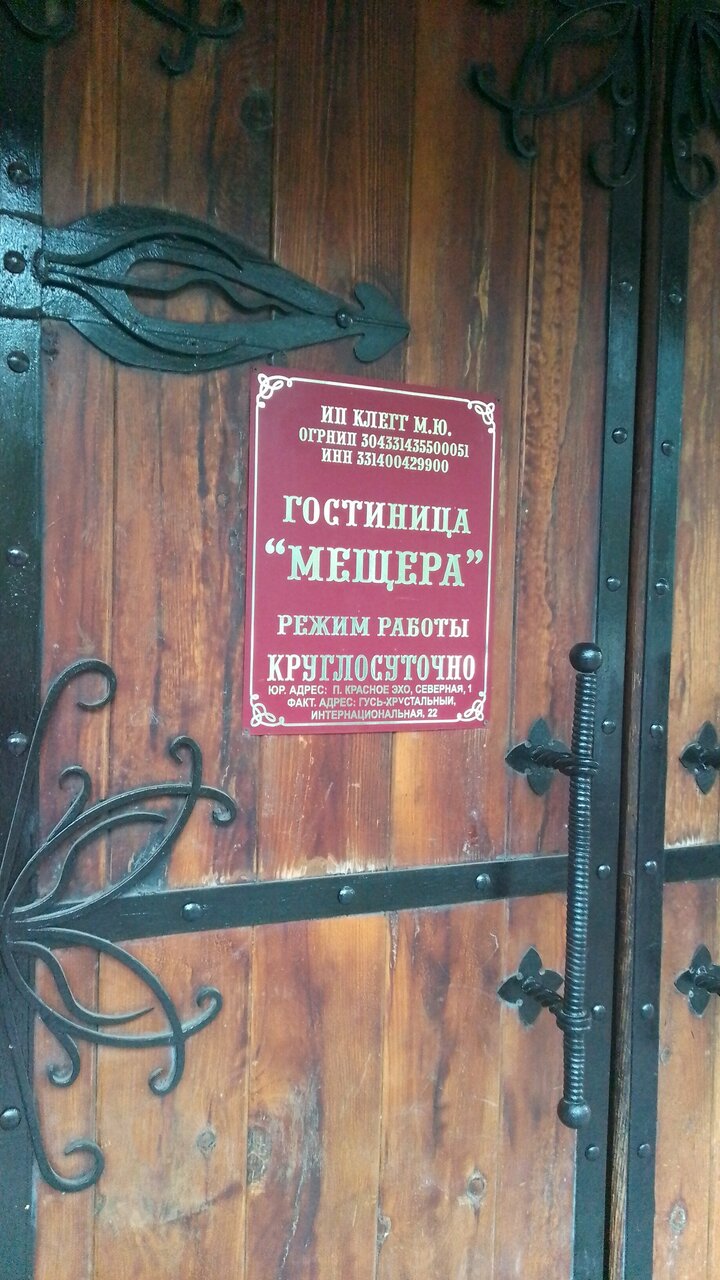 ИП КЛЕГГ М.Ю.
ОГРНИП 304331435500051
ИНН 331400429900
ГОСТИНИЦА
“МЕЩЕРА”
РЕЖИМ РАБОТЫ
КРУГЛОСУТОЧНО
ЮР. АДРЕС: П. КРАСНОЕ ЭХО, СЕВЕРНАЯ, 1
ФАКТ. АДРЕС: ГУСЬ-ХРУСТАЛЬНЫЙ,
ИНТЕРНАЦИОНАЛЬНАЯ, 22